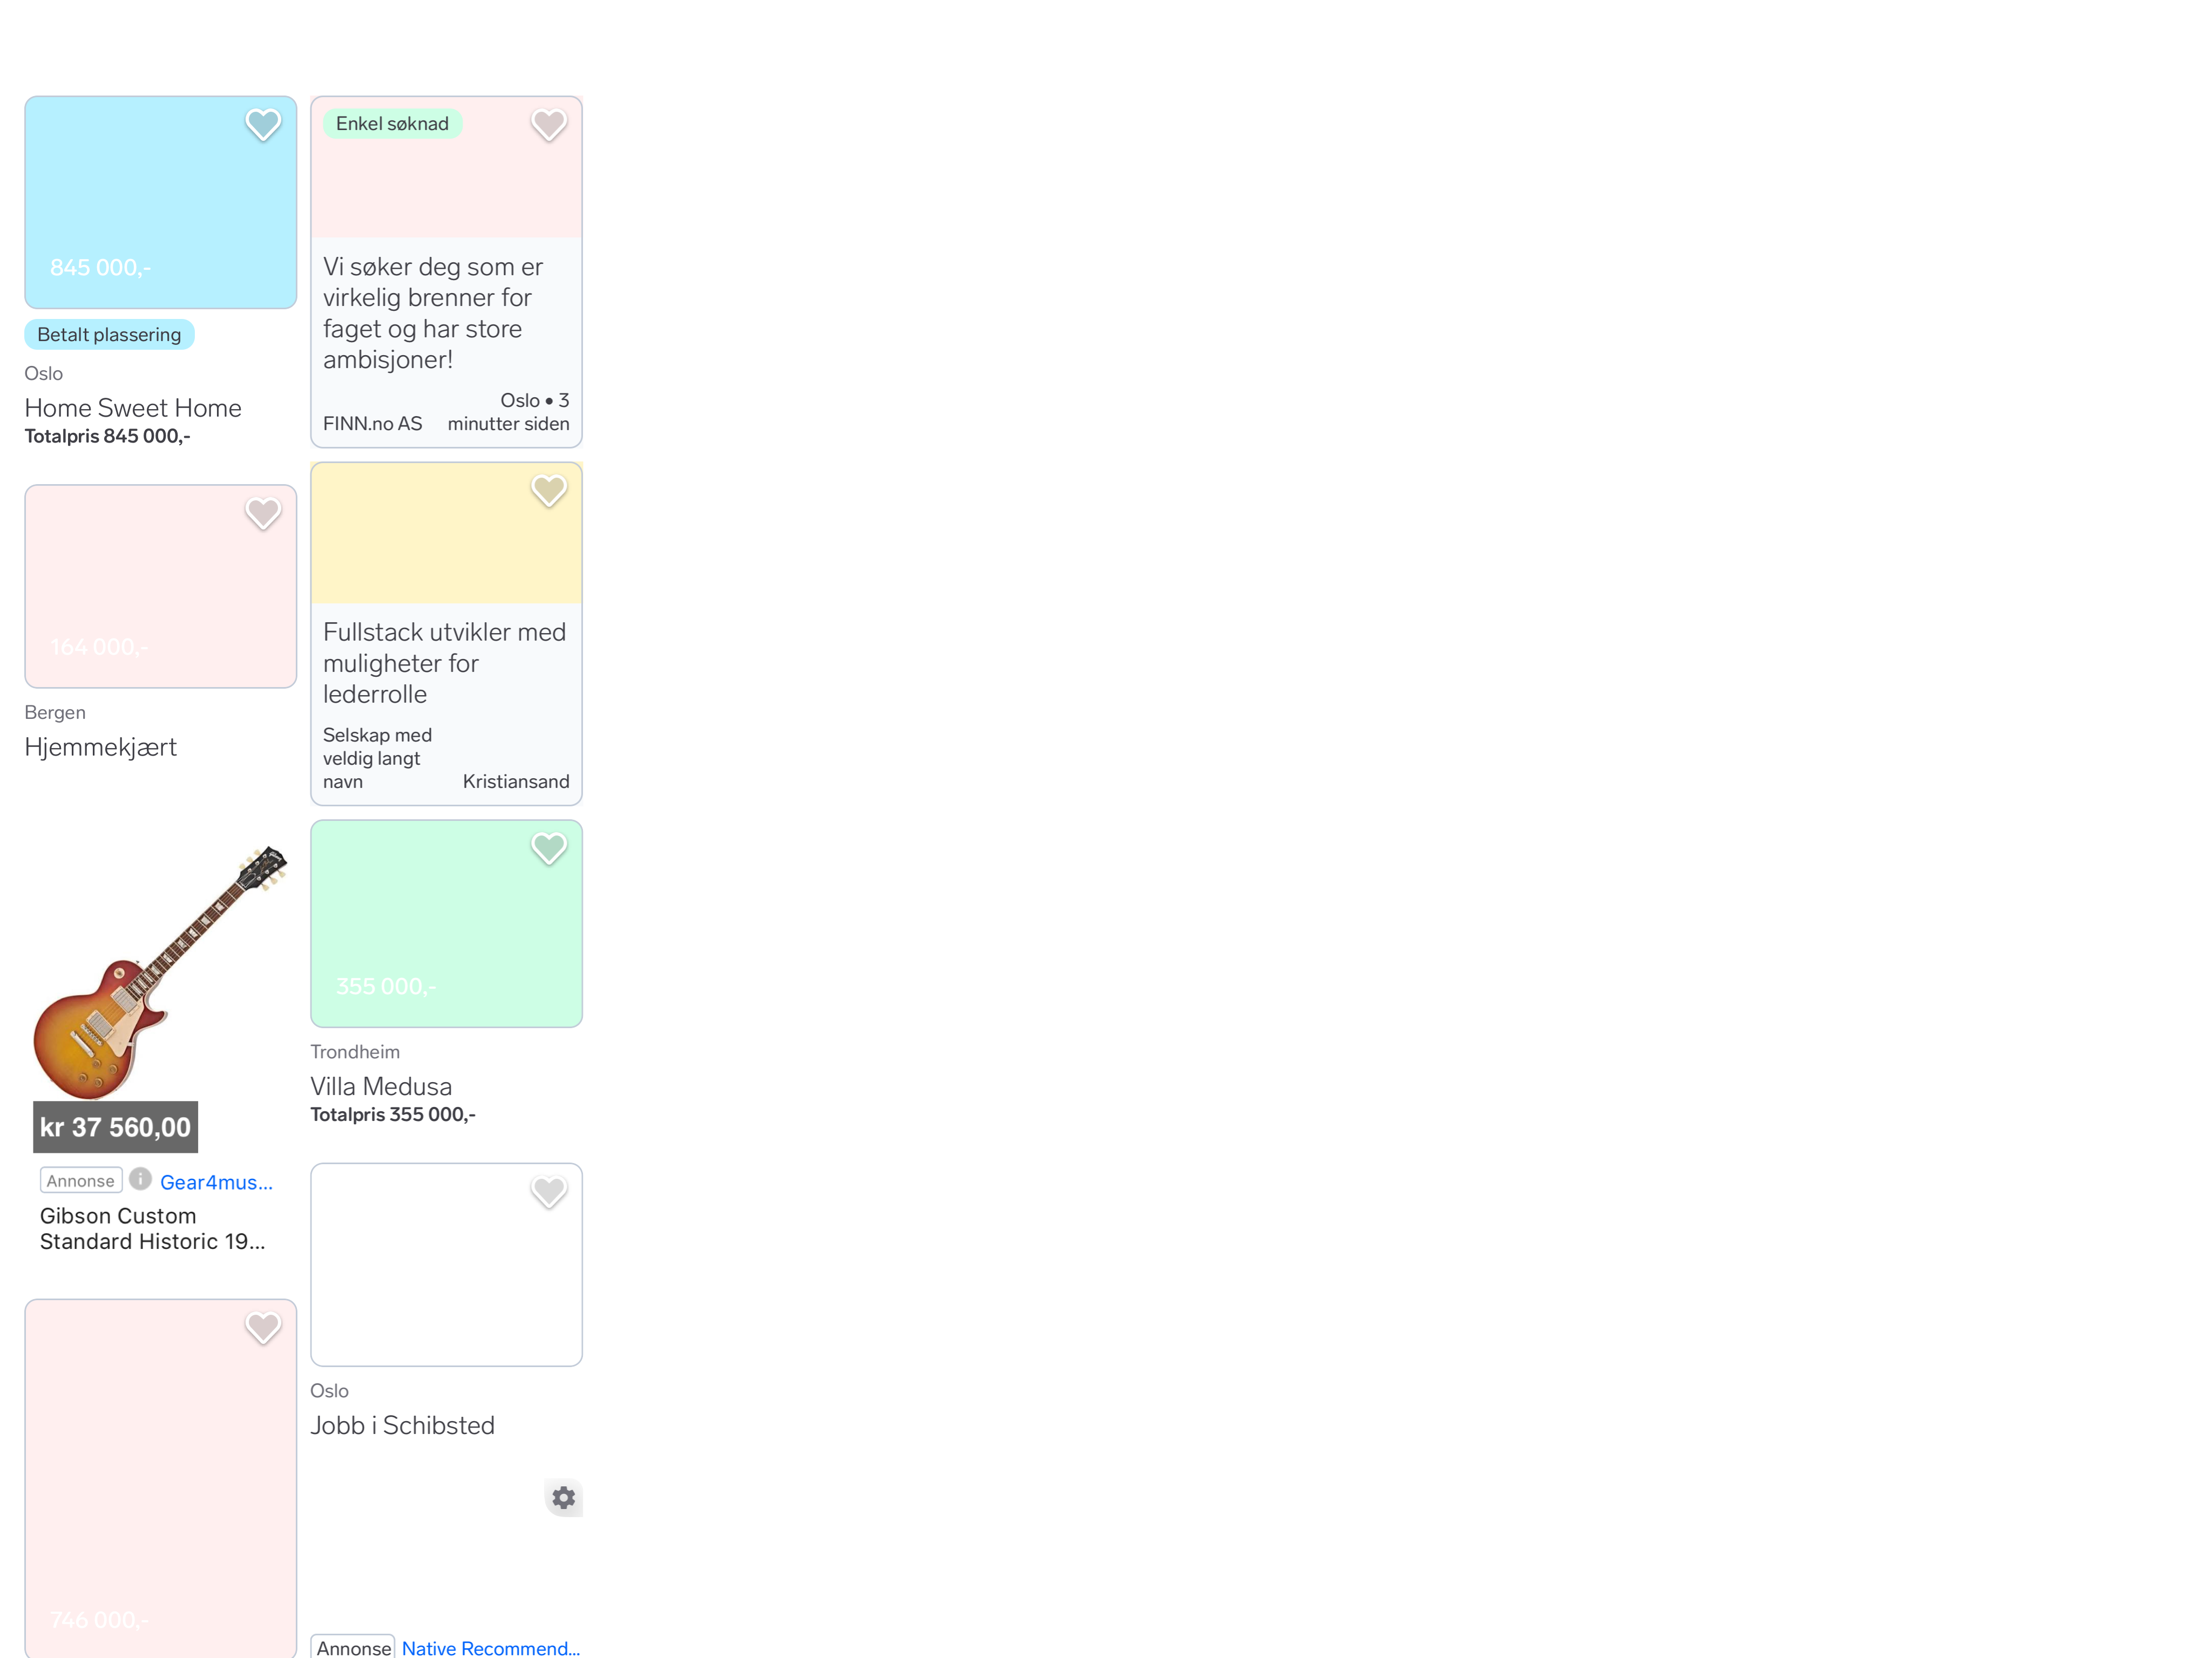 845 000,-
Betalt plassering
Oslo
Home Sweet Home
Totalpris 845 000,-
164 000,-
Bergen
Hjemmekjært
kr 37 560,00
Annonse
Gear4mus...
Gibson Custom
Standard Historic 19...
746 000,-
Enkel søknad
Vi søker deg som er
virkelig brenner for
faget og har store
ambisjoner!
Oslo • 3
FINN.no AS minutter siden
Fullstack utvikler med
muligheter for
lederrolle
Selskap med
veldig langt
navn Kristiansand
355 000,-
Trondheim
Villa Medusa
Totalpris 355 000,-
Oslo
Jobb i Schibsted
Annonse Native Recommend...